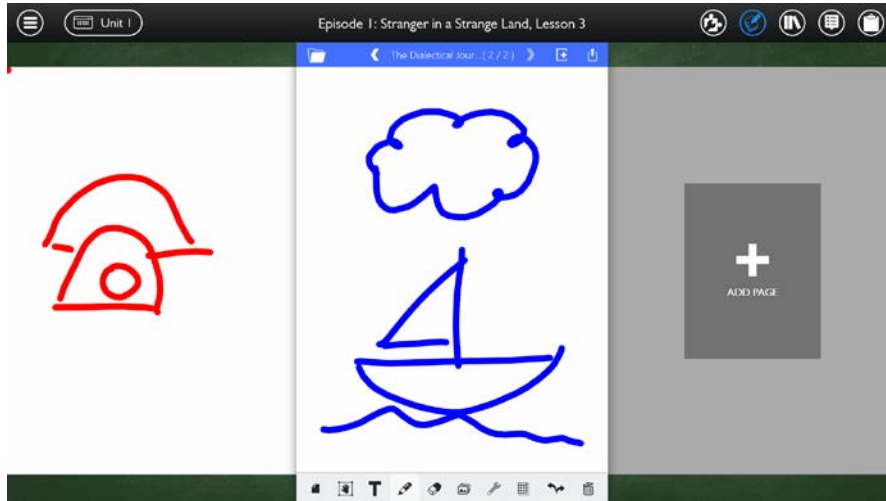 Unit 1
Episode 1: Stranger in a Strange Land, Lesson 3
The Dialectical Jour... ( 2 / 2 )
T
ADD PAGE